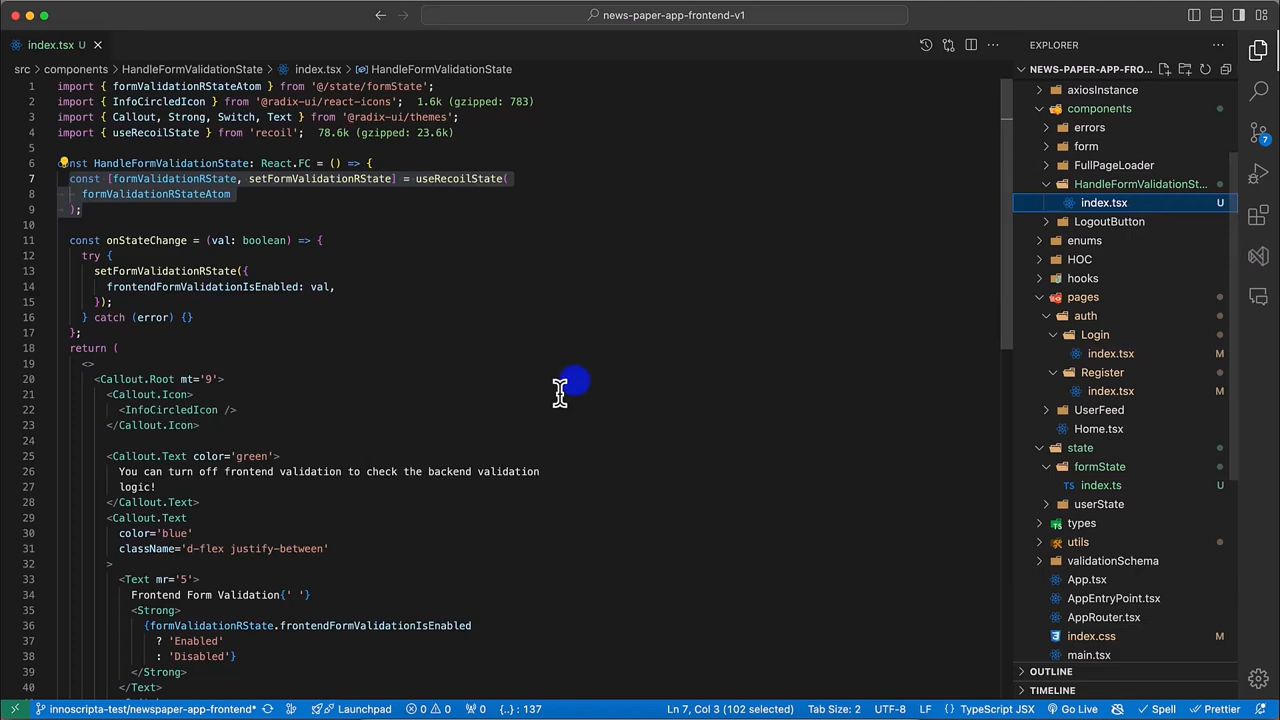 news-paper-app-frontend-v1
index.tsx U
EXPLORER
src > components > HandleFormValidationState > index.tsx > HandleFormValidationState
1 import { formValidationRStateAtom } from '@/state/formState';
2 import { InfoCircledIcon } from '@radix-ui/react-icons'; 1.6k (gzipped: 783)
3 import { Callout, Strong, Switch, Text } from '@radix-ui/themes';
4 import { useRecoilState } from 'recoil'; 78.6k (gzipped: 23.6k)
5
6 const HandleFormValidationState: React.FC = () => {
7 const [formValidationRState, setFormValidationRState] = useRecoilState(
8 formValidationRStateAtom
9 );
10
11 const onStateChange = (val: boolean) => {
12 try {
13 setFormValidationRState({
14 frontendFormValidationIsEnabled: val,
15 });
16 } catch (error) {}
17 };
18 return (
19 <>
20 <Callout.Root mt='9'>
21 <Callout.Icon>
22 <InfoCircledIcon />
23 </Callout.Icon>
24
25 <Callout.Text color='green'>
26 You can turn off frontend validation to check the backend validation
27 logic!
28 </Callout.Text>
29 <Callout.Text
30 color='blue'
31 className='d-flex justify-between'
32 >
33 <Text mr='5'>
34 Frontend Form Validation{' '}
35 <Strong>
36 {formValidationRState.frontendFormValidationIsEnabled
37 ? 'Enabled'
38 : 'Disabled'}
39 </Strong>
40 </Text>
NEWS-PAPER-APP-FRO...
axiosInstance
components
errors
form
FullPageLoader
HandleFormValidationSt...
index.tsx U
LogoutButton
enums
HOC
hooks
pages
auth
Login
index.tsx M
Register
index.tsx M
UserFeed
Home.tsx
state
formState
TS index.ts U
userState
types
utils
validationSchema
App.tsx
AppEntryPoint.tsx
AppRouter.tsx
index.css M
main.tsx
OUTLINE
TIMELINE
7
innoscripta-test/newspaper-app-frontend* Launchpad 0 0 0 {..} : 137 Ln 7, Col 3 (102 selected) Tab Size: 2 UTF-8 LF {} TypeScript JSX Go Live Spell Prettier